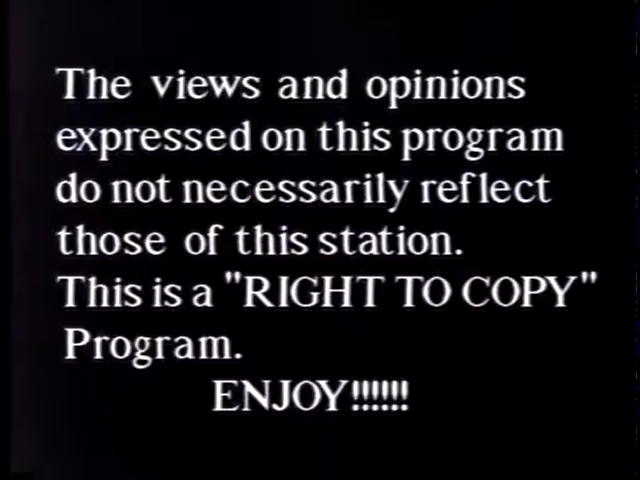 The views and opinions
expressed on this program
do not necessarily reflect
those of this station.
This is a "RIGHT TO COPY"
Program.
ENJOY!!!!!!